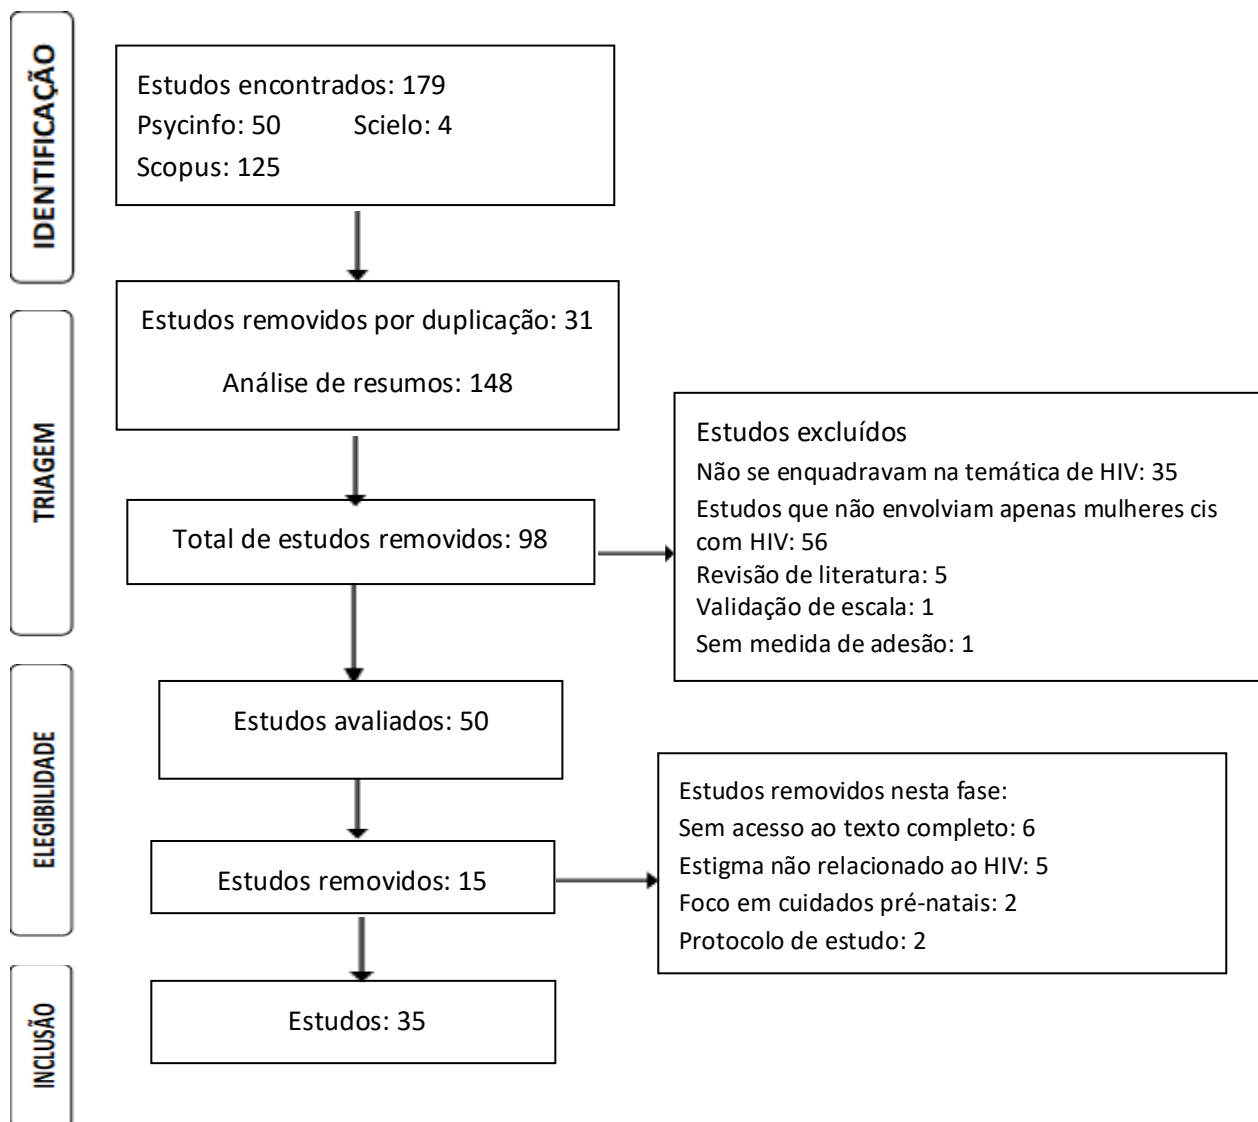 IDENTIFICAÇÃO
Estudos encontrados: 179
Psycinfo: 50 Scielo: 4
Scopus: 125
TRIAGEM
Estudos removidos por duplicação: 31
Análise de resumos: 148
Total de estudos removidos: 98
Estudos excluídos
Não se enquadravam na temática de HIV: 35
Estudos que não envolviam apenas mulheres cis
com HIV: 56
Revisão de literatura: 5
Validação de escala: 1
Sem medida de adesão: 1
ELEGIBILIDADE
Estudos avaliados: 50
Estudos removidos: 15
Estudos removidos nesta fase:
Sem acesso ao texto completo: 6
Estigma não relacionado ao HIV: 5
Foco em cuidados pré-natais: 2
Protocolo de estudo: 2
INCLUSÃO
Estudos: 35